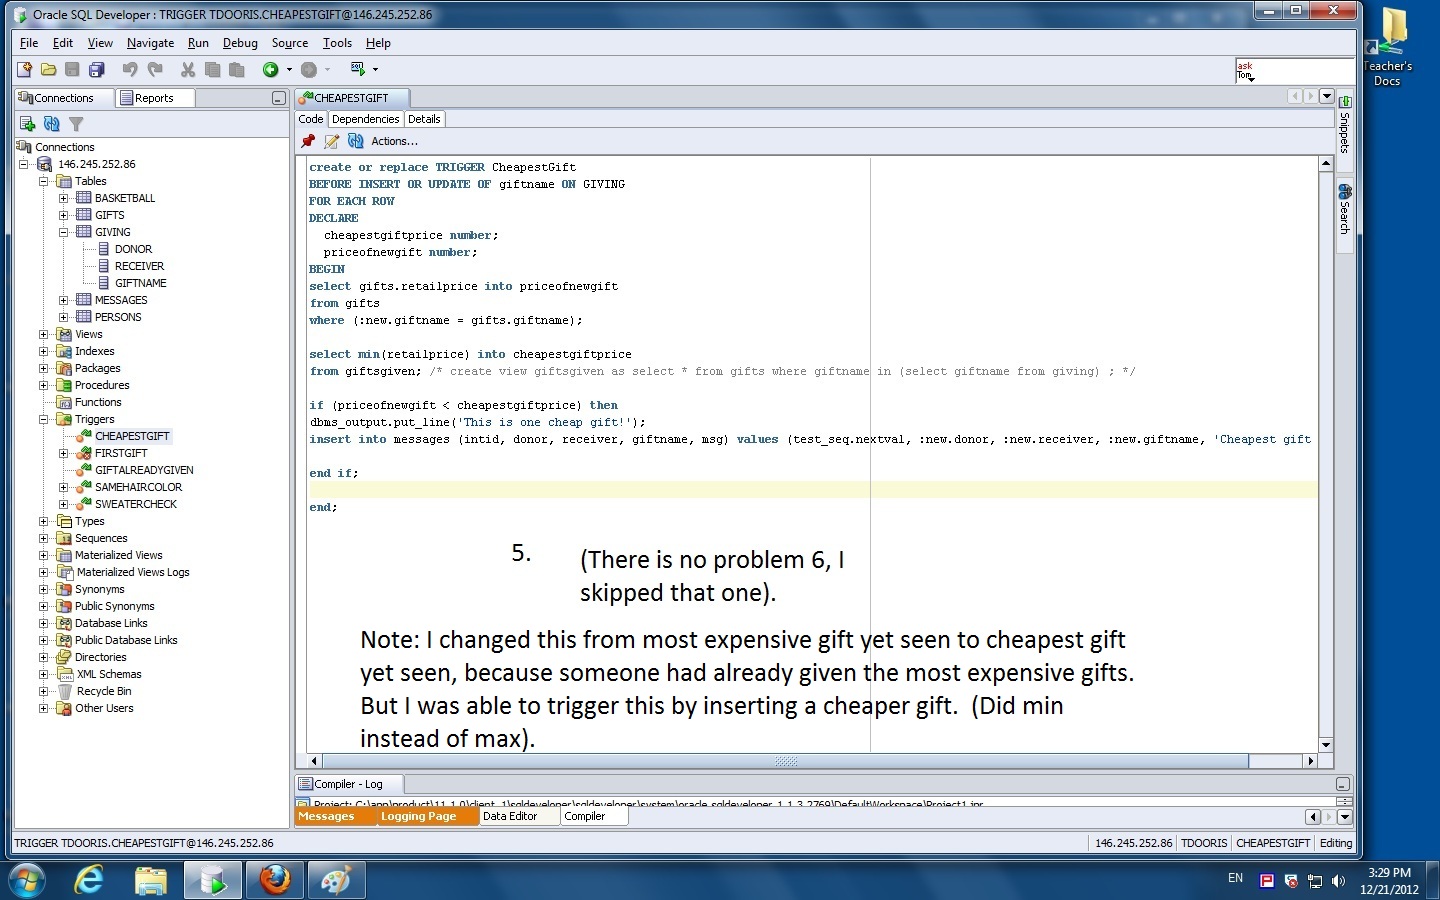 Oracle SQL Developer : TRIGGER TDOORIS.CHEAPESTGIFT@146.245.252.86
File Edit View Navigate Run Debug Source Tools Help
ask
Tom
Teacher's
Docs
Connections Reports
CHEAPESTGIFT
Code Dependencies Details
Actions...
Snippets
Search
Connections
146.245.252.86
Tables
BASKETBALL
GIFTS
GIVING
DONOR
RECEIVER
GIFTNAME
MESSAGES
PERSONS
Views
Indexes
Packages
Procedures
Functions
Triggers
CHEAPESTGIFT
FIRSTGIFT
GIFTALREADYGIVEN
SAMEHAIRCOLOR
SWEATERCHECK
Types
Sequences
Materialized Views
Materialized Views Logs
Synonyms
Public Synonyms
Database Links
Public Database Links
Directories
XML Schemas
Recycle Bin
Other Users
create or replace TRIGGER CheapestGift
BEFORE INSERT OR UPDATE OF giftname ON GIVING
FOR EACH ROW
DECLARE
cheapestgiftprice number;
priceofnewgift number;
BEGIN
select gifts.retailprice into priceofnewgift
from gifts
where (:new.giftname = gifts.giftname);
select min(retailprice) into cheapestgiftprice
from giftsgiven; /* create view giftsgiven as select * from gifts where giftname in (select giftname from giving) ; */
if (priceofnewgift < cheapestgiftprice) then
dbms_output.put_line('This is one cheap gift!');
insert into messages (intid, donor, receiver, giftname, msg) values (test_seq.nextval, :new.donor, :new.receiver, :new.giftname, 'Cheapest gift
end if;
end;
5. (There is no problem 6, I
skipped that one).
Note: I changed this from most expensive gift yet seen to cheapest gift
yet seen, because someone had already given the most expensive gifts.
But I was able to trigger this by inserting a cheaper gift. (Did min
instead of max).
Compiler - Log
Project: C:\app\product\11.1.0\client_1\sqldeveloper\sqldeveloper\system\oracle.sqldeveloper.1.1.3.2769\DefaultWorkspace\Project1.jpr
Messages Logging Page Data Editor Compiler
TRIGGER TDOORIS.CHEAPESTGIFT@146.245.252.86
146.245.252.86 TDOORIS CHEAPESTGIFT Editing
EN
3:29 PM
12/21/2012